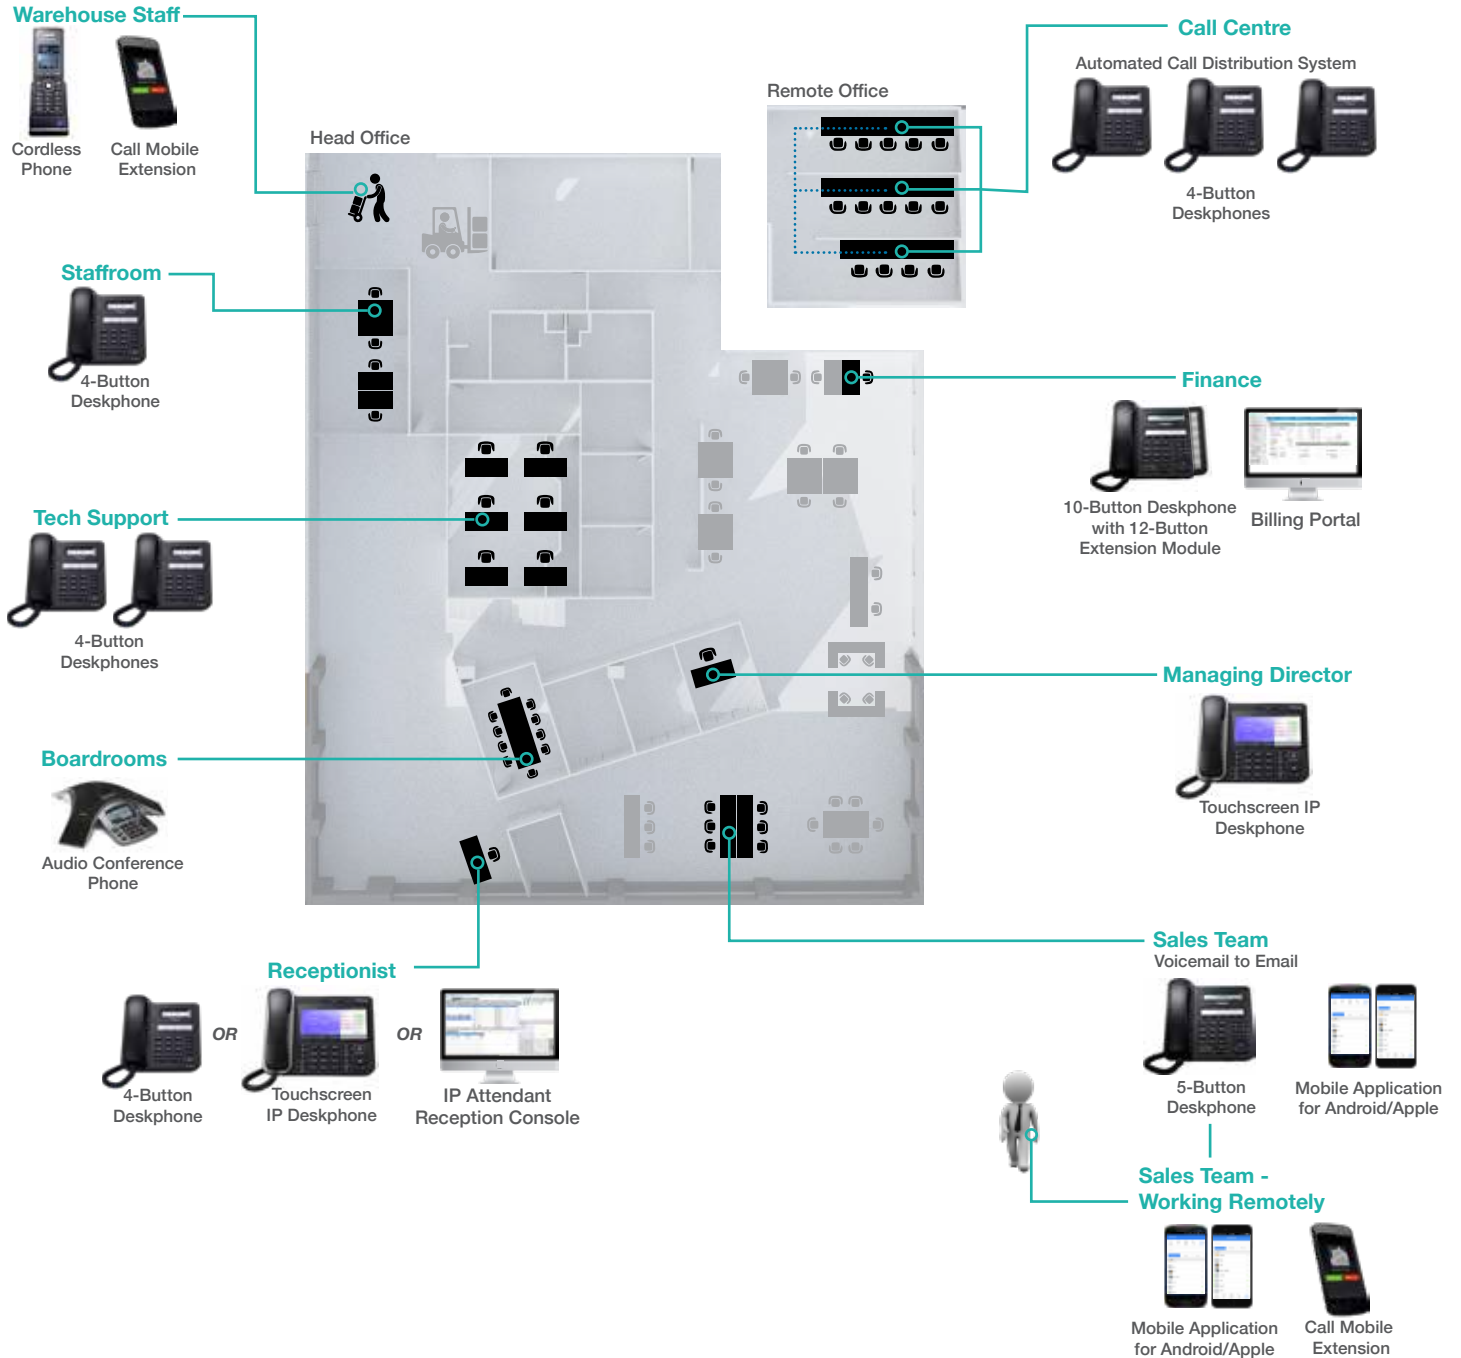 Warehouse Staff
Cordless
Phone
Call Mobile
Extension
Head Office
Remote Office
Call Centre
Automated Call Distribution System
4-Button
Deskphones
Staffroom
4-Button
Deskphone
Finance
10-Button Deskphone
with 12-Button
Extension Module
Billing Portal
Tech Support
4-Button
Deskphones
Managing Director
Touchscreen IP
Deskphone
Boardrooms
Audio Conference
Phone
Receptionist
4-Button
Deskphone
OR
Touchscreen
IP Deskphone
OR
IP Attendant
Reception Console
Sales Team
Voicemail to Email
5-Button
Deskphone
Mobile Application
for Android/Apple
Sales Team -
Working Remotely
Mobile Application
for Android/Apple
Call Mobile
Extension